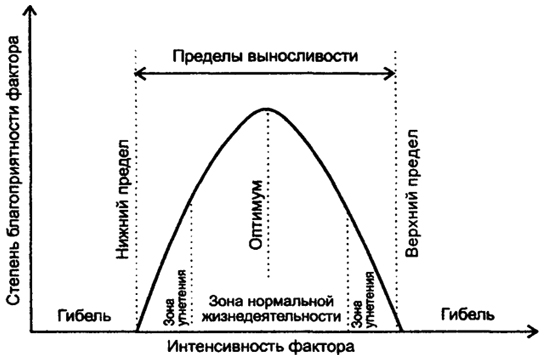 Степень благоприятности фактора
Пределы выносливости
Нижний предел
Оптимум
Верхний предел
Гибель
Зона
угнетения
Зона нормальной
жизнедеятельности
Зона
угнетения
Гибель
Интенсивность фактора